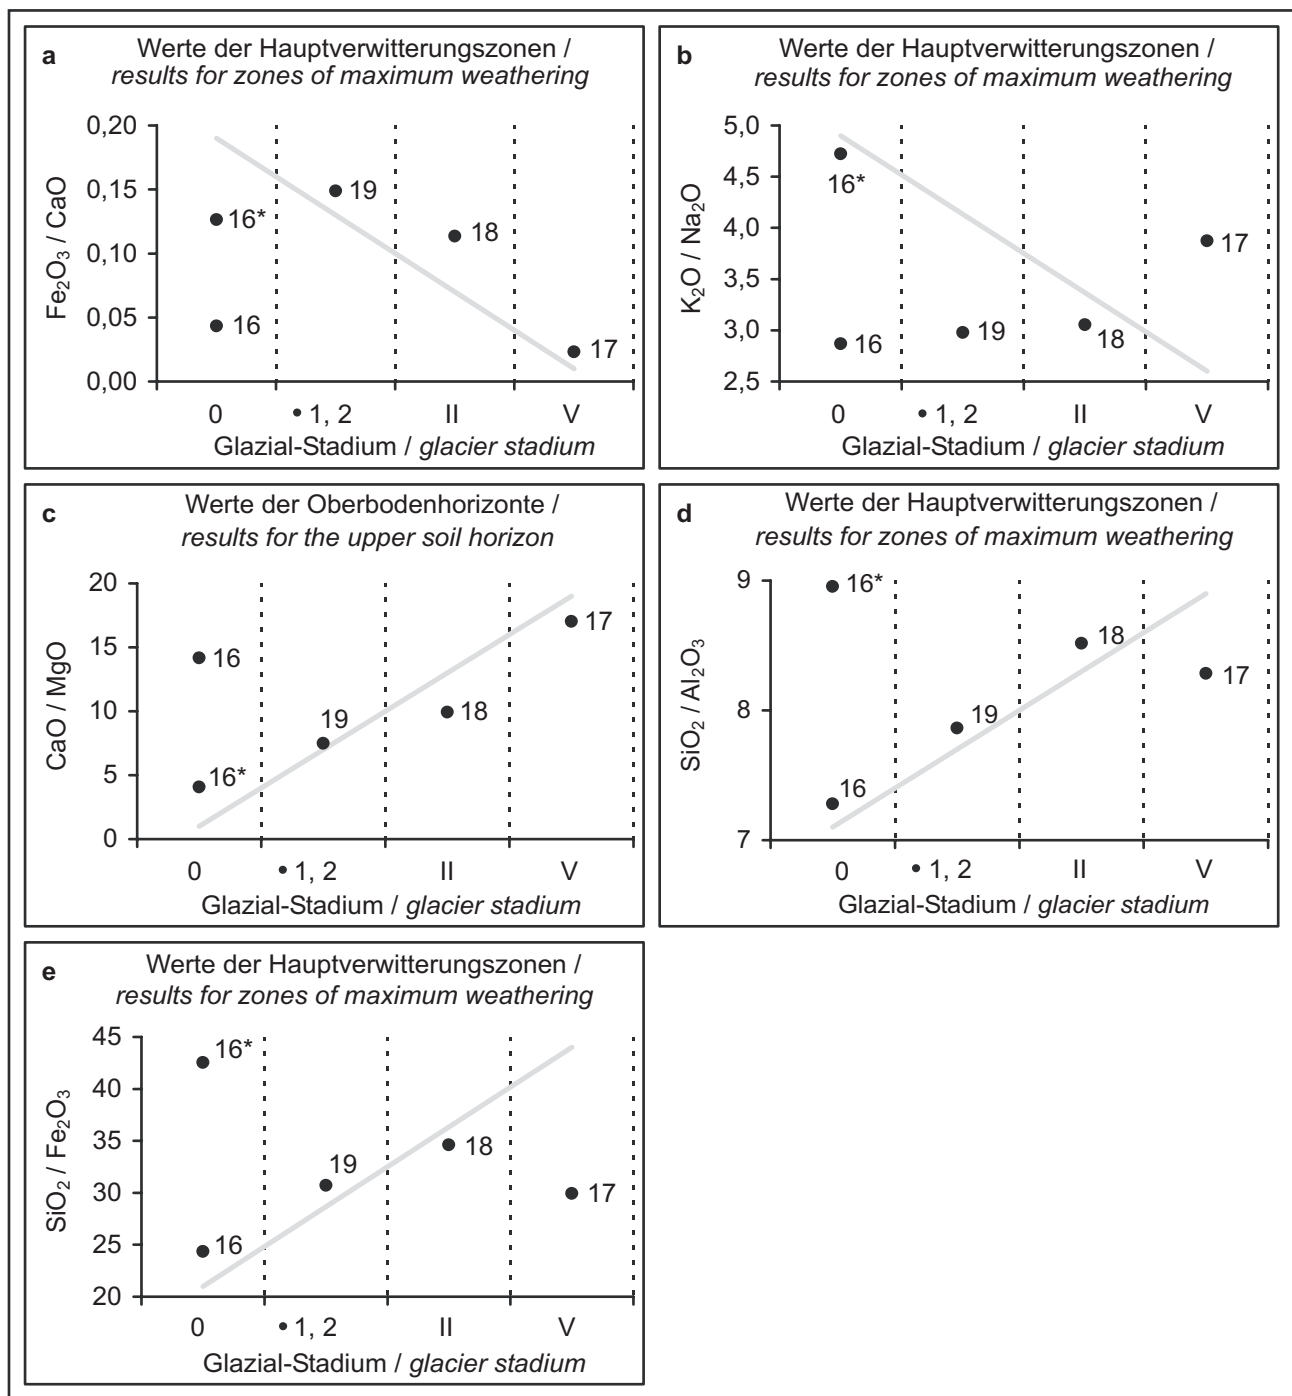 a
Werte der Hauptverwitterungszonen /
results for zones of maximum weathering
Fe₂O₃ / CaO
0,20
0,15
0,10
0,05
0,00
16*
16
19
18
17
0
• 1, 2
II
V
Glazial-Stadium / glacier stadium
b
Werte der Hauptverwitterungszonen /
results for zones of maximum weathering
K₂O / Na₂O
5,0
4,5
4,0
3,5
3,0
2,5
16*
16
19
18
17
0
• 1, 2
II
V
Glazial-Stadium / glacier stadium
c
Werte der Oberbodenhorizonte /
results for the upper soil horizon
CaO / MgO
20
15
10
5
0
16
16*
19
18
17
0
• 1, 2
II
V
Glazial-Stadium / glacier stadium
d
Werte der Hauptverwitterungszonen /
results for zones of maximum weathering
SiO₂ / Al₂O₃
9
8
7
16*
16
19
18
17
0
• 1, 2
II
V
Glazial-Stadium / glacier stadium
e
Werte der Hauptverwitterungszonen /
results for zones of maximum weathering
SiO₂ / Fe₂O₃
45
40
35
30
25
20
16*
16
19
18
17
0
• 1, 2
II
V
Glazial-Stadium / glacier stadium